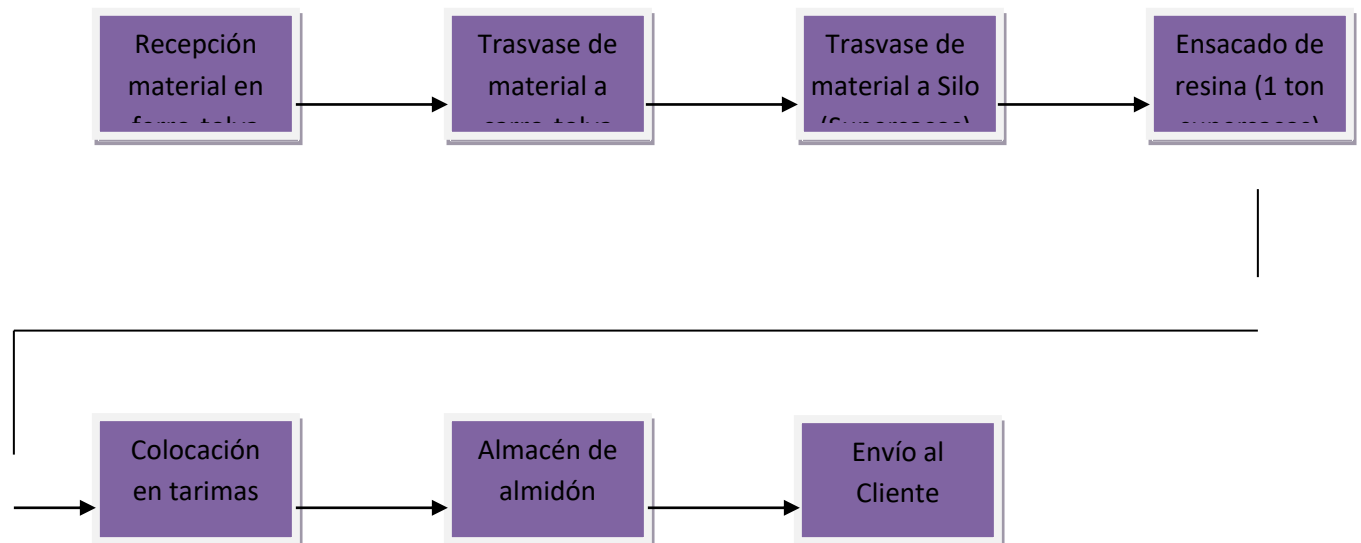 Recepción
material en
Trasvase de
material a
Trasvase de
material a Silo
Ensacado de
resina (1 ton
Colocación
en tarimas
Almacén de
almidón
Envío al
Cliente